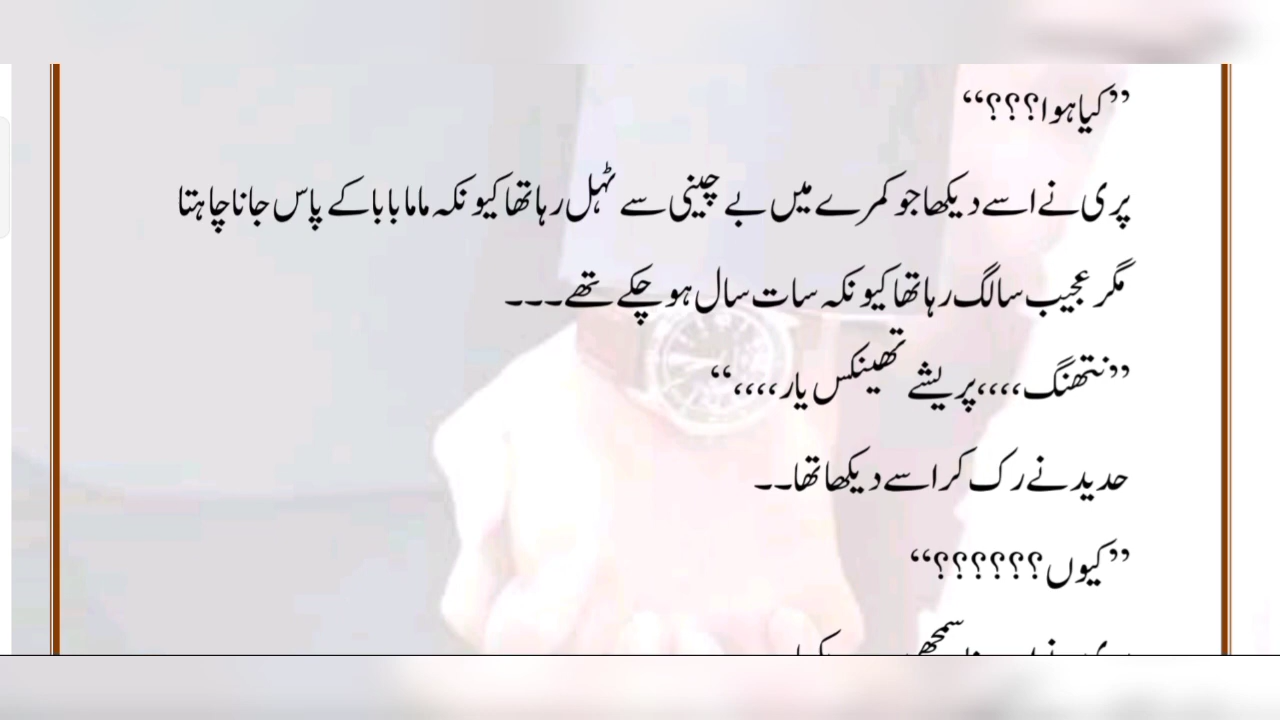 ”کیا ہوا؟؟؟“
پری نے اسے دیکھا جو کمرے میں بے چینی سے ٹہل رہا تھا کیونکہ ماما بابا کے پاس جانا چاہتا
مگر عجیب سا لگ رہا تھا کیونکہ سات سال ہو چکے تھے۔۔۔
”نتھنگ،،،،پریشے تھینکس یار،،،،“
حدید نے رک کر اسے دیکھا تھا۔۔
”کیوں؟؟؟؟؟؟“